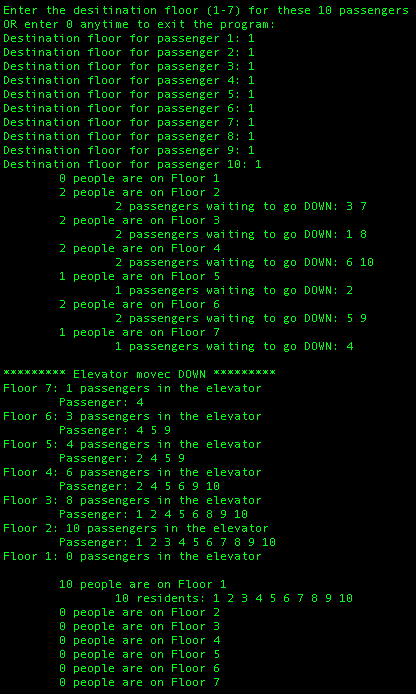 Enter the desitination floor (1-7) for these 10 passengers
OR enter 0 anytime to exit the program:
Destination floor for passenger 1: 1
Destination floor for passenger 2: 1
Destination floor for passenger 3: 1
Destination floor for passenger 4: 1
Destination floor for passenger 5: 1
Destination floor for passenger 6: 1
Destination floor for passenger 7: 1
Destination floor for passenger 8: 1
Destination floor for passenger 9: 1
Destination floor for passenger 10: 1
0 people are on Floor 1
2 people are on Floor 2
2 passengers waiting to go DOWN: 3 7
2 people are on Floor 3
2 passengers waiting to go DOWN: 1 8
2 people are on Floor 4
2 passengers waiting to go DOWN: 6 10
1 people are on Floor 5
1 passengers waiting to go DOWN: 2
2 people are on Floor 6
2 passengers waiting to go DOWN: 5 9
1 people are on Floor 7
1 passengers waiting to go DOWN: 4
********* Elevator movec DOWN *********
Floor 7: 1 passengers in the elevator
Passenger: 4
Floor 6: 3 passengers in the elevator
Passenger: 4 5 9
Floor 5: 4 passengers in the elevator
Passenger: 2 4 5 9
Floor 4: 6 passengers in the elevator
Passenger: 2 4 5 6 9 10
Floor 3: 8 passengers in the elevator
Passenger: 1 2 4 5 6 8 9 10
Floor 2: 10 passengers in the elevator
Passenger: 1 2 3 4 5 6 7 8 9 10
Floor 1: 0 passengers in the elevator
10 people are on Floor 1
10 residents: 1 2 3 4 5 6 7 8 9 10
0 people are on Floor 2
0 people are on Floor 3
0 people are on Floor 4
0 people are on Floor 5
0 people are on Floor 6
0 people are on Floor 7